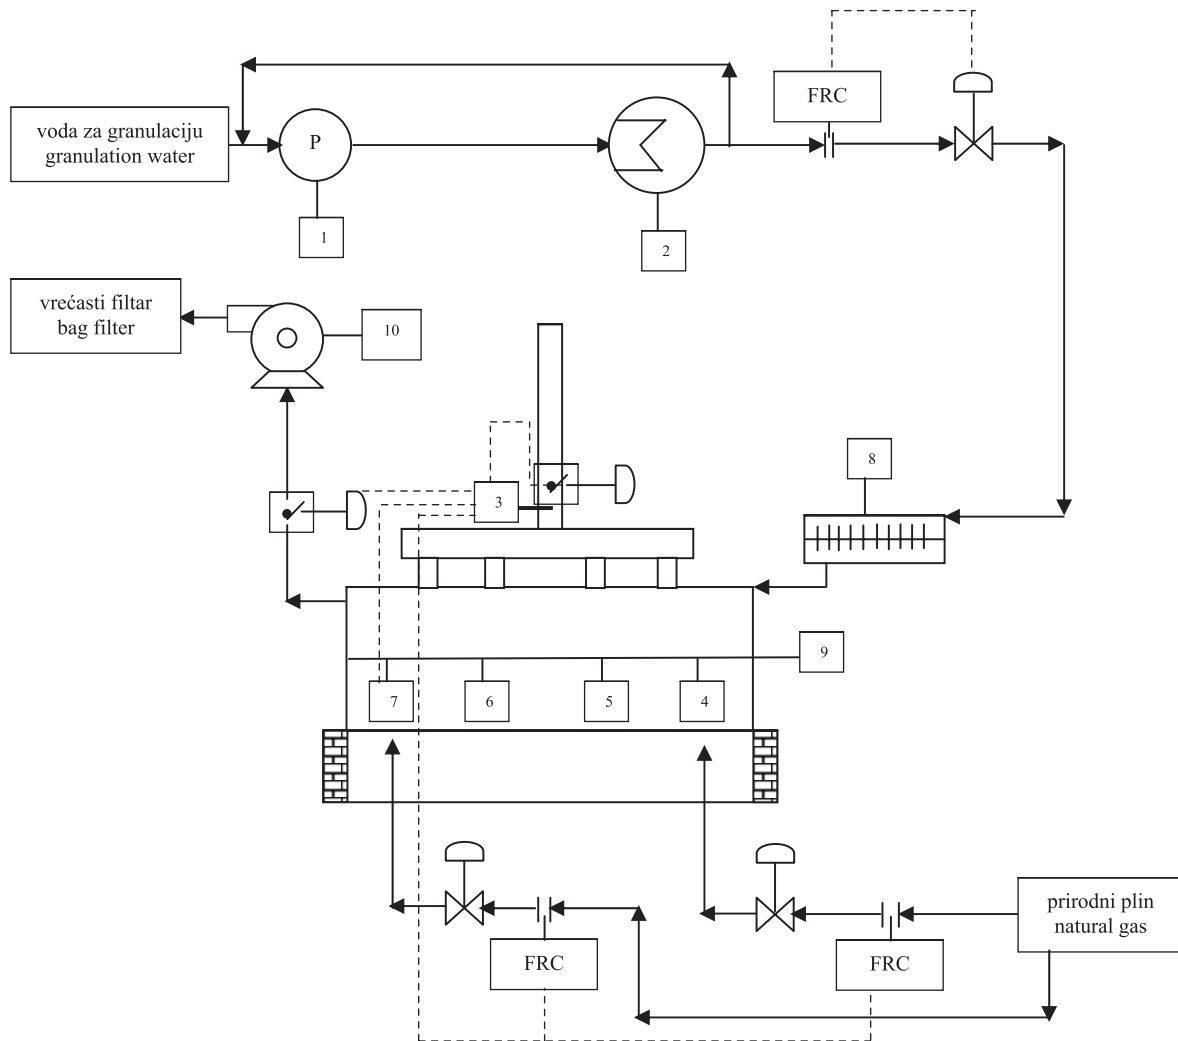 FRC
voda za granulaciju
granulation water
P
1
2
vrećasti filtar
bag filter
10
8
3
9
7
6
5
4
prirodni plin
natural gas
FRC
FRC